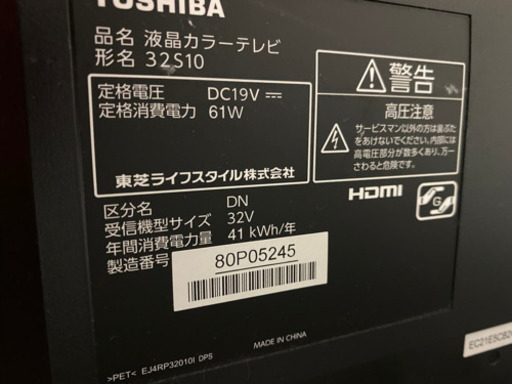 TOSHIBA
品名 液晶カラーテレビ
形名 32S10
定格電圧 DC19V ⎓
定格消費電力 61W
東芝ライフスタイル株式会社
区分名 DN
受信機型サイズ 32V
年間消費電力量 41 kWh/年
製造番号
80P05245
警告
高圧注意
サービスマン以外の方は裏ぶた
をあけないでください。内部には
高電圧部分が数多くあり、万一
さわると危険です。
HDMI
G
MADE IN CHINA
>PET< EJ4RP32010I DPS